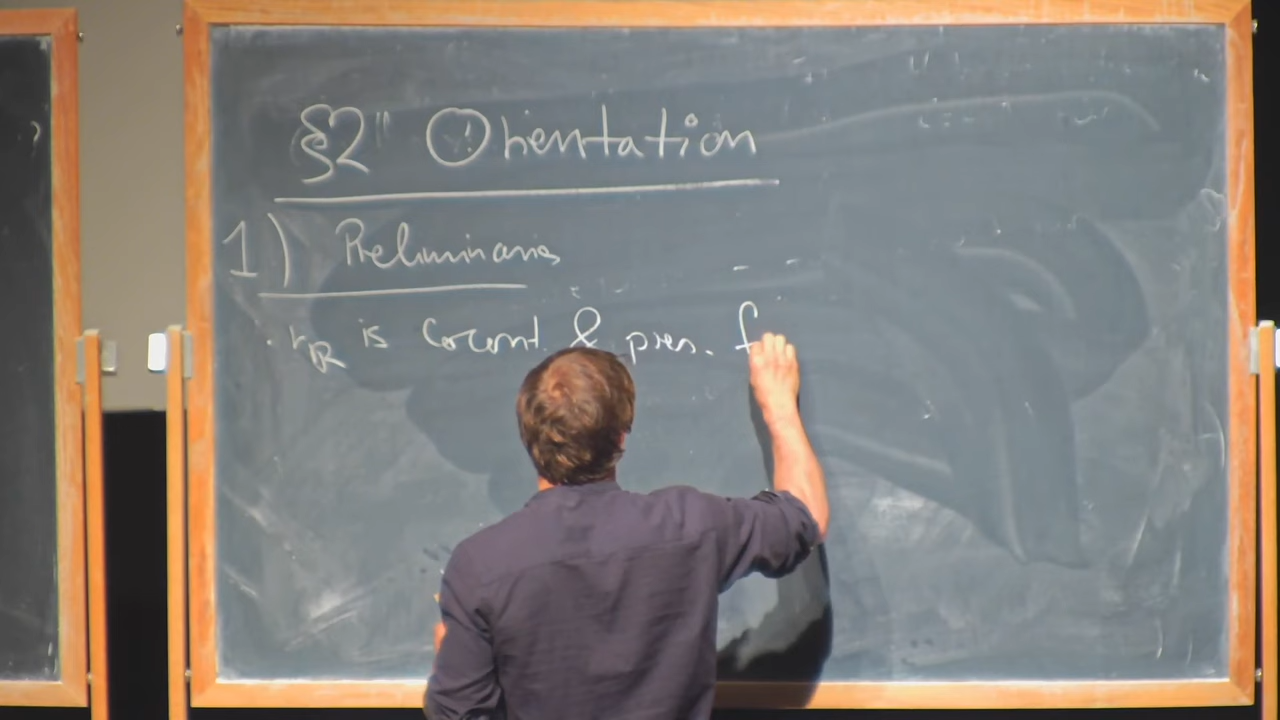 §2" Orientation
1) Preliminaries
is Cocont. & pres. f